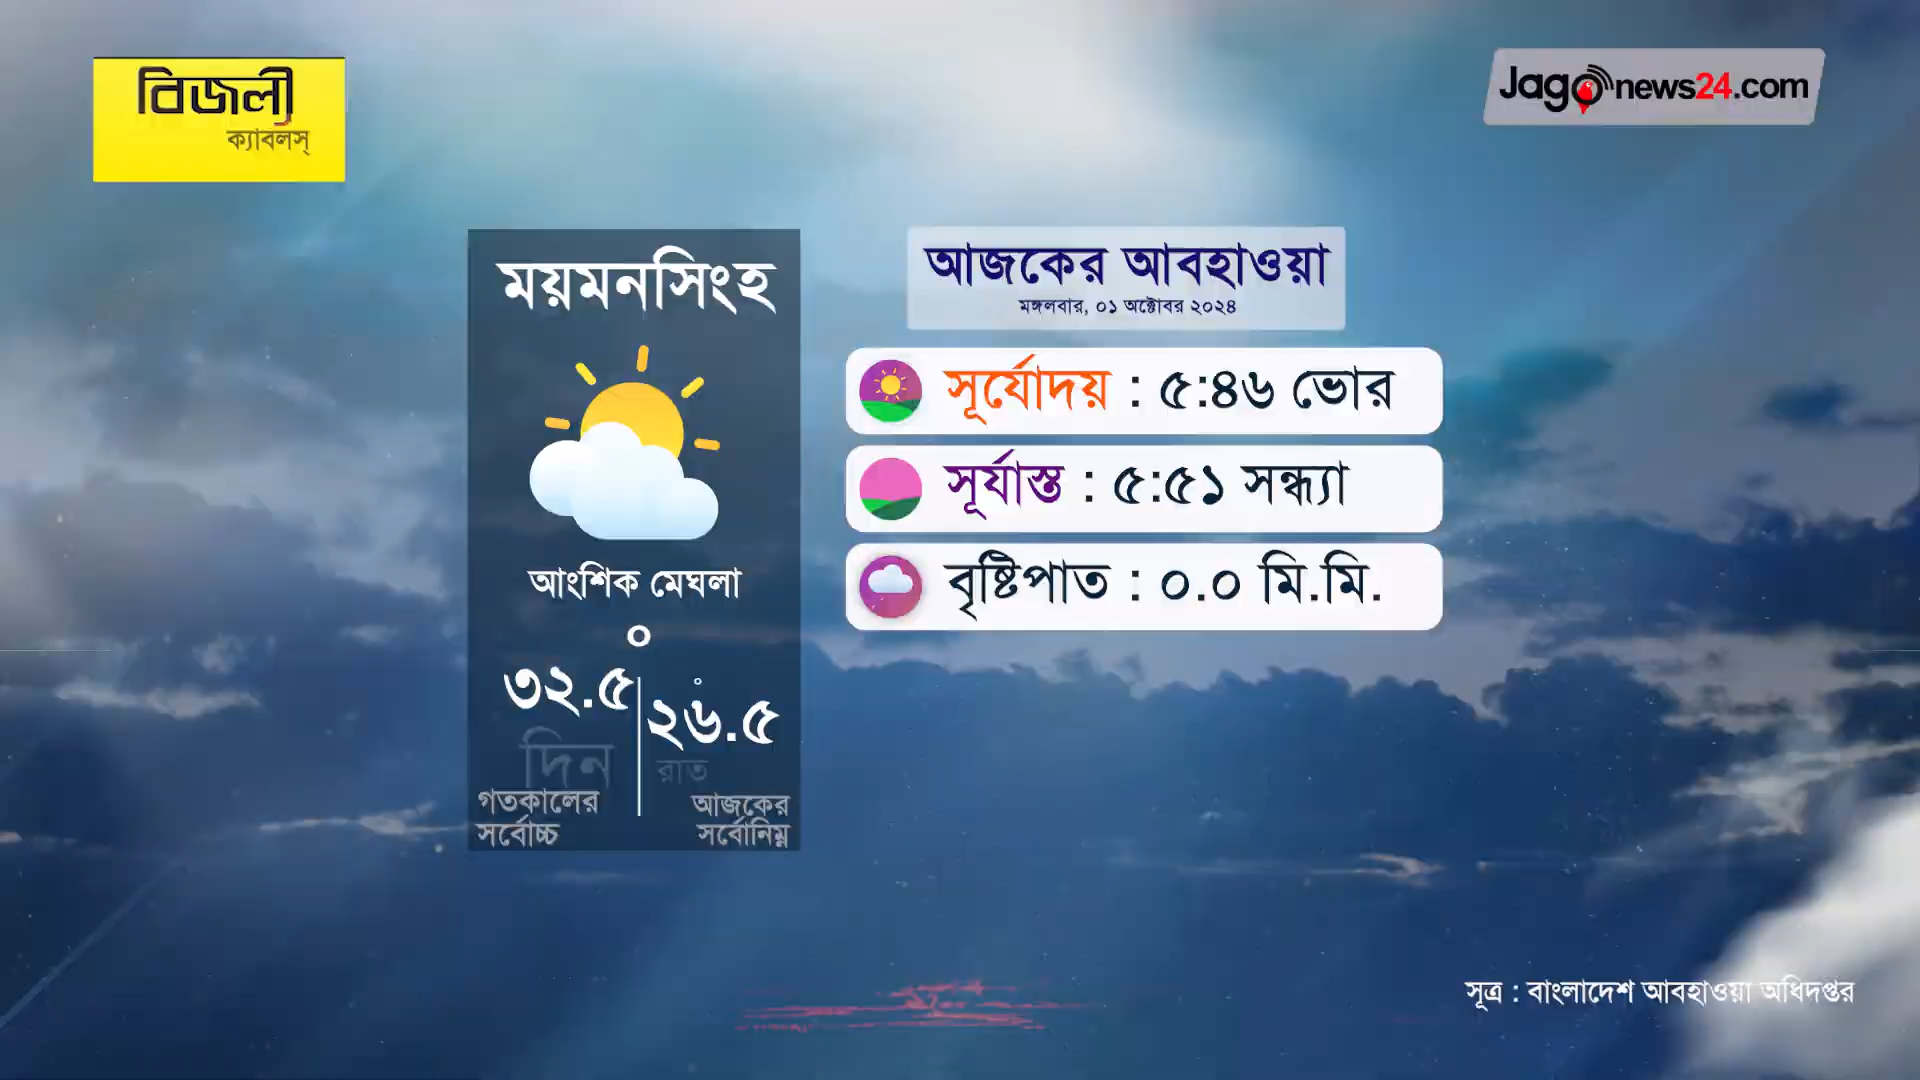 বিজলী
ক্যাবলস্
Jagonews24.com
ময়মনসিংহ
আংশিক মেঘলা
৩২.৫°
২৬.৫°
দিন
রাত
গতকালের
সর্বোচ্চ
আজকের
সর্বোনিম্ন
আজকের আবহাওয়া
মঙ্গলবার, ০১ অক্টোবর ২০২৪
সূর্যোদয় : ৫:৪৬ ভোর
সূর্যাস্ত : ৫:৫১ সন্ধ্যা
বৃষ্টিপাত : ০.০ মি.মি.
সূত্র : বাংলাদেশ আবহাওয়া অধিদপ্তর